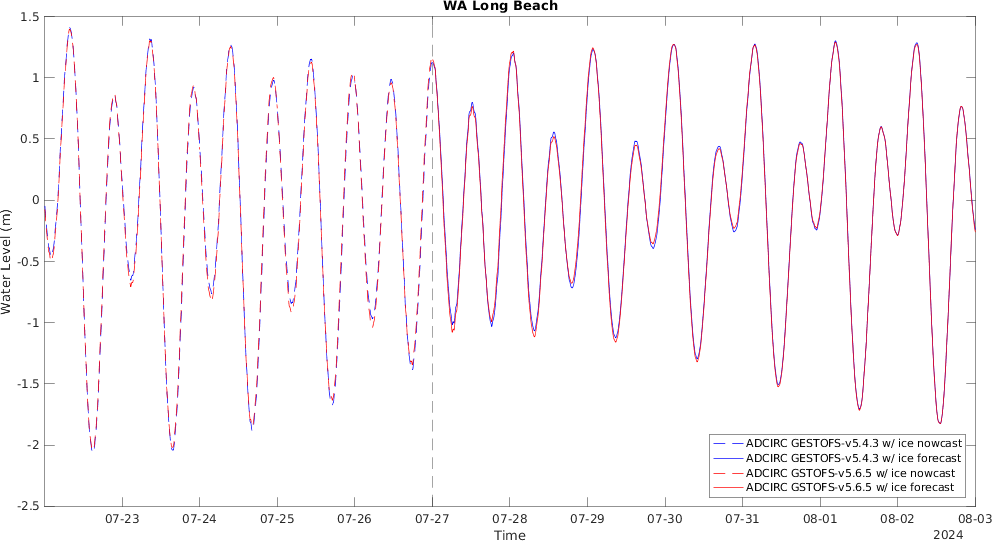 WA Long Beach
Water Level (m)
1.5
1
0.5
0
-0.5
-1
-1.5
-2
-2.5
ADCIRC GESTOFS-v5.4.3 w/ ice nowcast
ADCIRC GESTOFS-v5.4.3 w/ ice forecast
ADCIRC GSTOFS-v5.6.5 w/ ice nowcast
ADCIRC GSTOFS-v5.6.5 w/ ice forecast
07-23 07-24 07-25 07-26 07-27 07-28 07-29 07-30 07-31 08-01 08-02 08-03
Time
2024